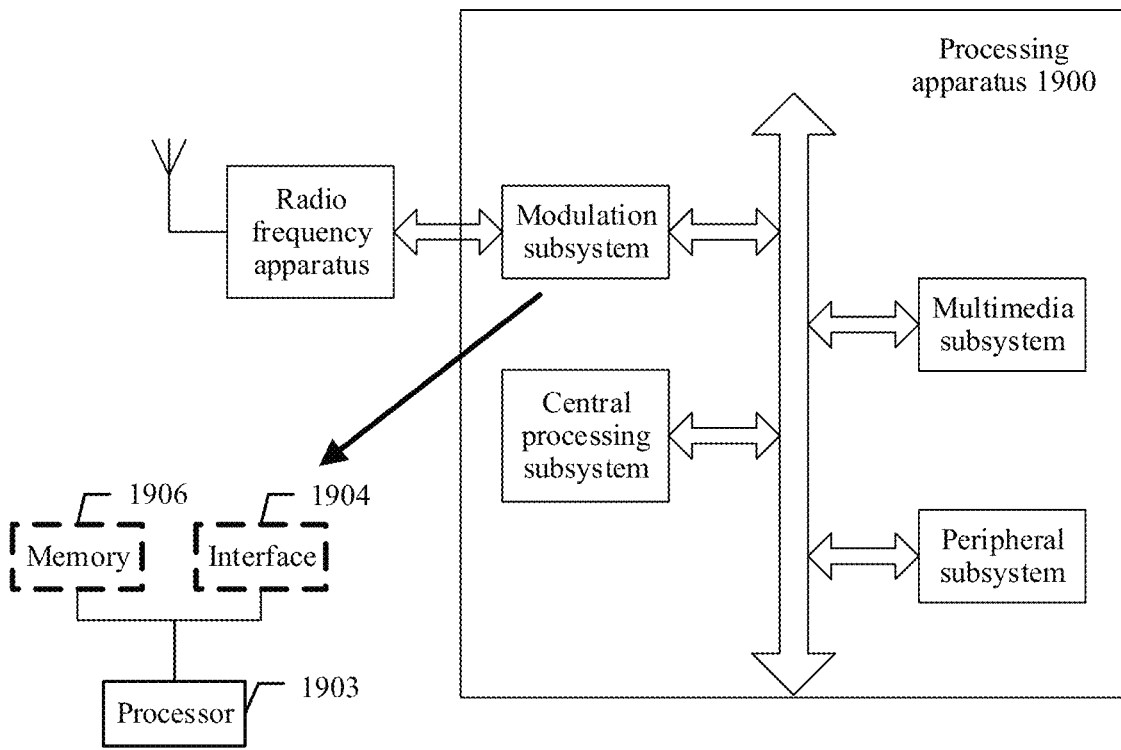 Processing
apparatus 1900
Radio
frequency
apparatus
Modulation
subsystem
Multimedia
subsystem
Central
processing
subsystem
1906
1904
Memory
Interface
Peripheral
subsystem
1903
Processor